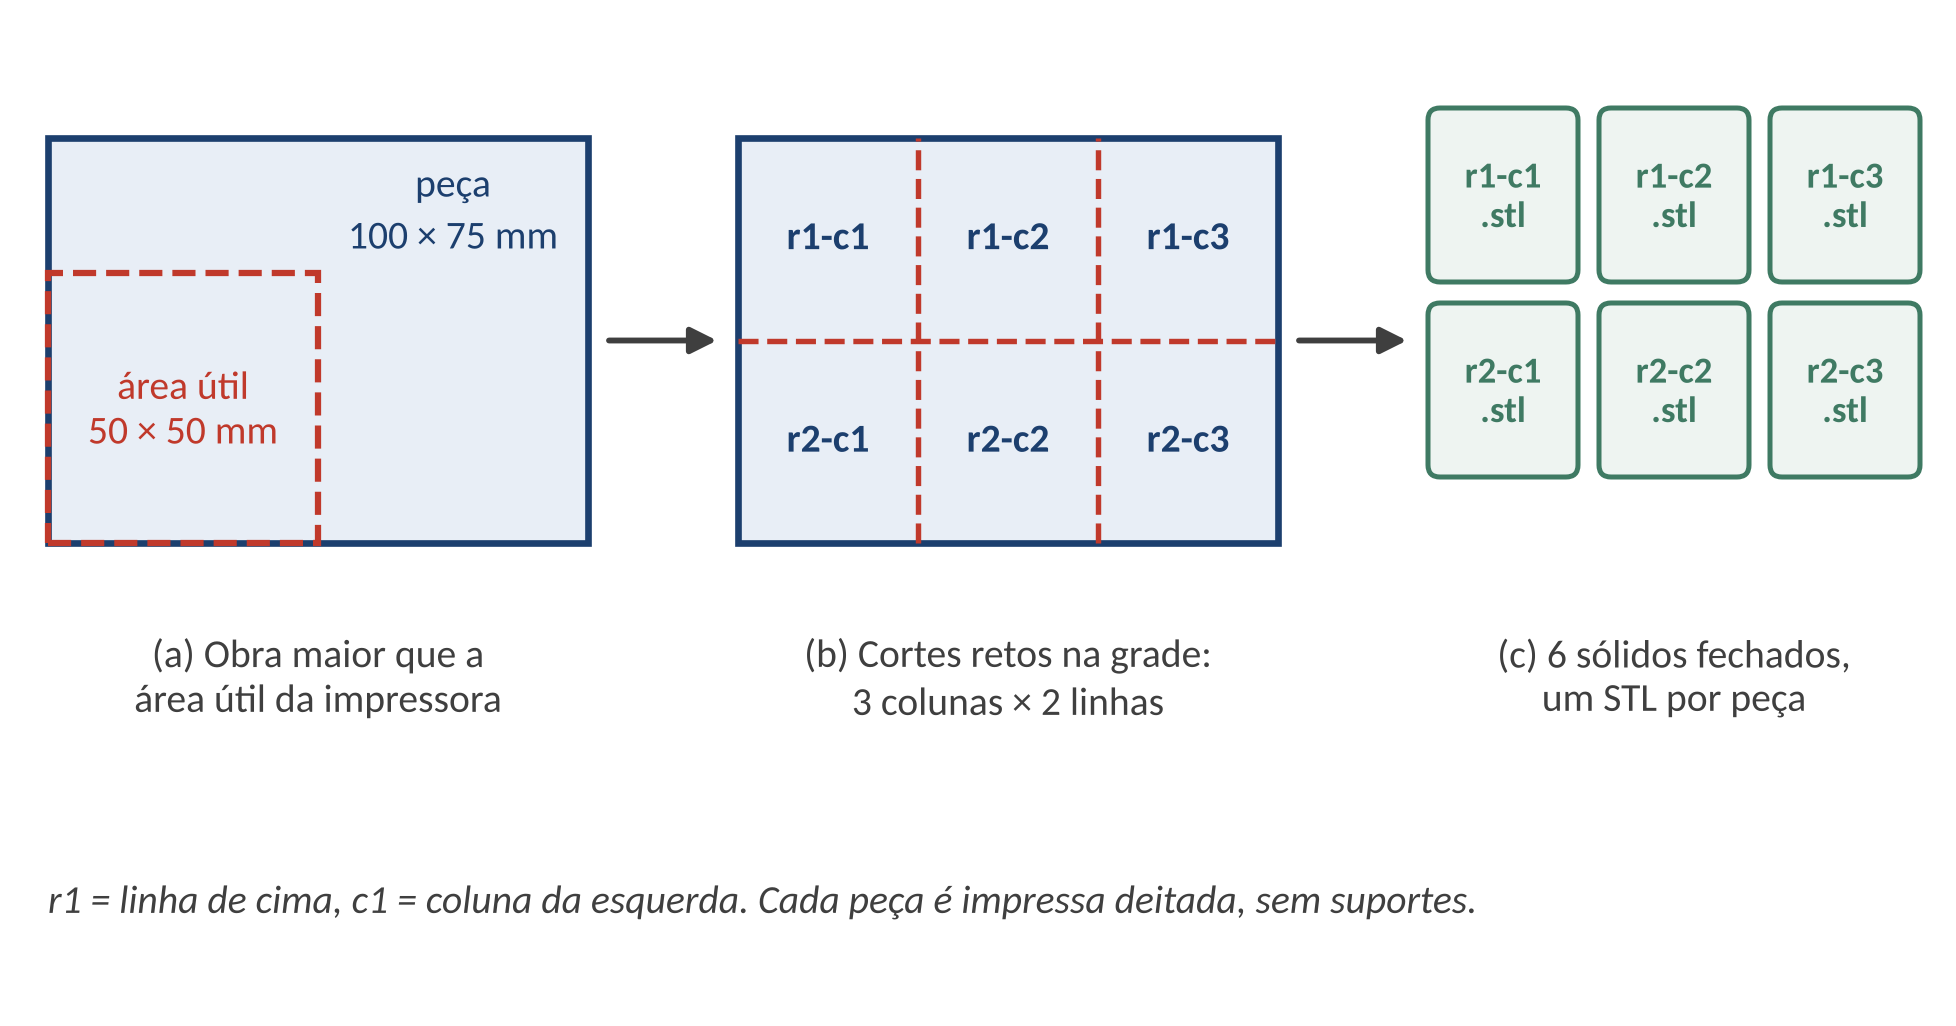 peça
100 × 75 mm
área útil
50 × 50 mm
r1-c1
r1-c2
r1-c3
r2-c1
r2-c2
r2-c3
r1-c1
.stl
r1-c2
.stl
r1-c3
.stl
r2-c1
.stl
r2-c2
.stl
r2-c3
.stl
(a) Obra maior que a
área útil da impressora
(b) Cortes retos na grade:
3 colunas × 2 linhas
(c) 6 sólidos fechados,
um STL por peça
r1 = linha de cima, c1 = coluna da esquerda. Cada peça é impressa deitada, sem suportes.